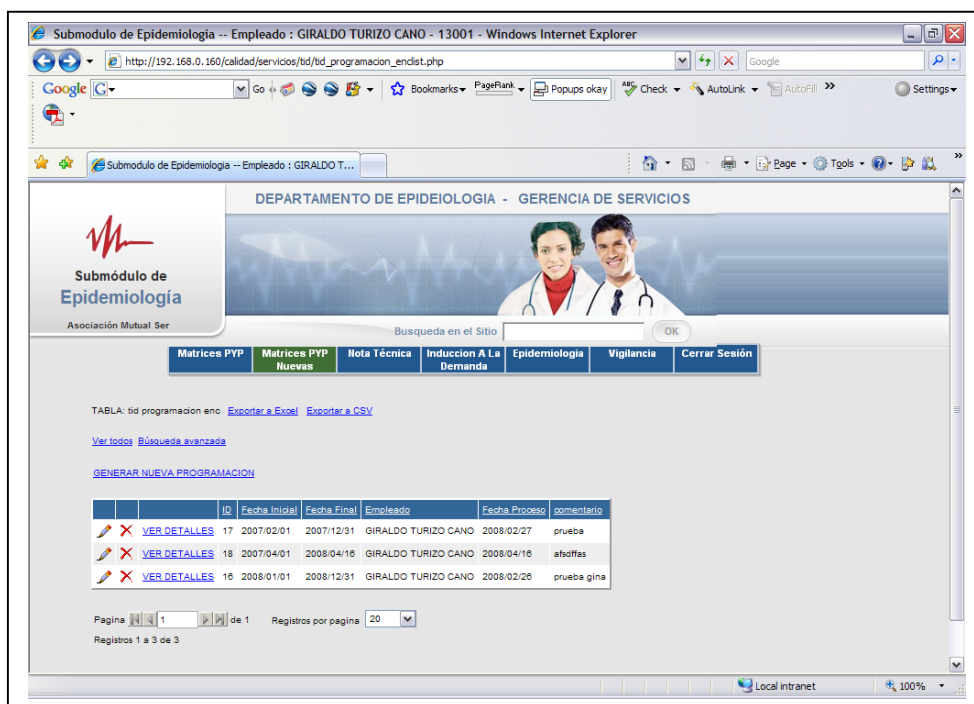 Submodulo de Epidemiologia -- Empleado : GIRALDO TURIZO CANO - 13001 - Windows Internet Explorer
http://192.168.0.160/calidad/servicios/tid/tid_programacion_enclist.php
Google
Google G Go Bookmarks PageRank Popups okay Check AutoLink AutoFill Settings
Submodulo de Epidemiologia -- Empleado : GIRALDO T... Page Tools
DEPARTAMENTO DE EPIDEIOLOGIA - GERENCIA DE SERVICIOS
Submódulo de
Epidemiología
Asociación Mutual Ser
Busqueda en el Sitio OK
Matrices PYP Matrices PYP Nuevas Nota Técnica Induccion A La Demanda Epidemiologia Vigilancia Cerrar Sesión
TABLA: tid programacion enc Exportar a Excel Exportar a CSV
Ver todos Búsqueda avanzada
GENERAR NUEVA PROGRAMACION
ID Fecha Inicial Fecha Final Empleado Fecha Proceso comentario
VER DETALLES 17 2007/02/01 2007/12/31 GIRALDO TURIZO CANO 2008/02/27 prueba
VER DETALLES 18 2007/04/01 2008/04/16 GIRALDO TURIZO CANO 2008/04/16 afsdffas
VER DETALLES 16 2008/01/01 2008/12/31 GIRALDO TURIZO CANO 2008/02/26 prueba gina
Pagina 1 de 1 Registros por pagina 20
Registros 1 a 3 de 3
Local intranet 100%